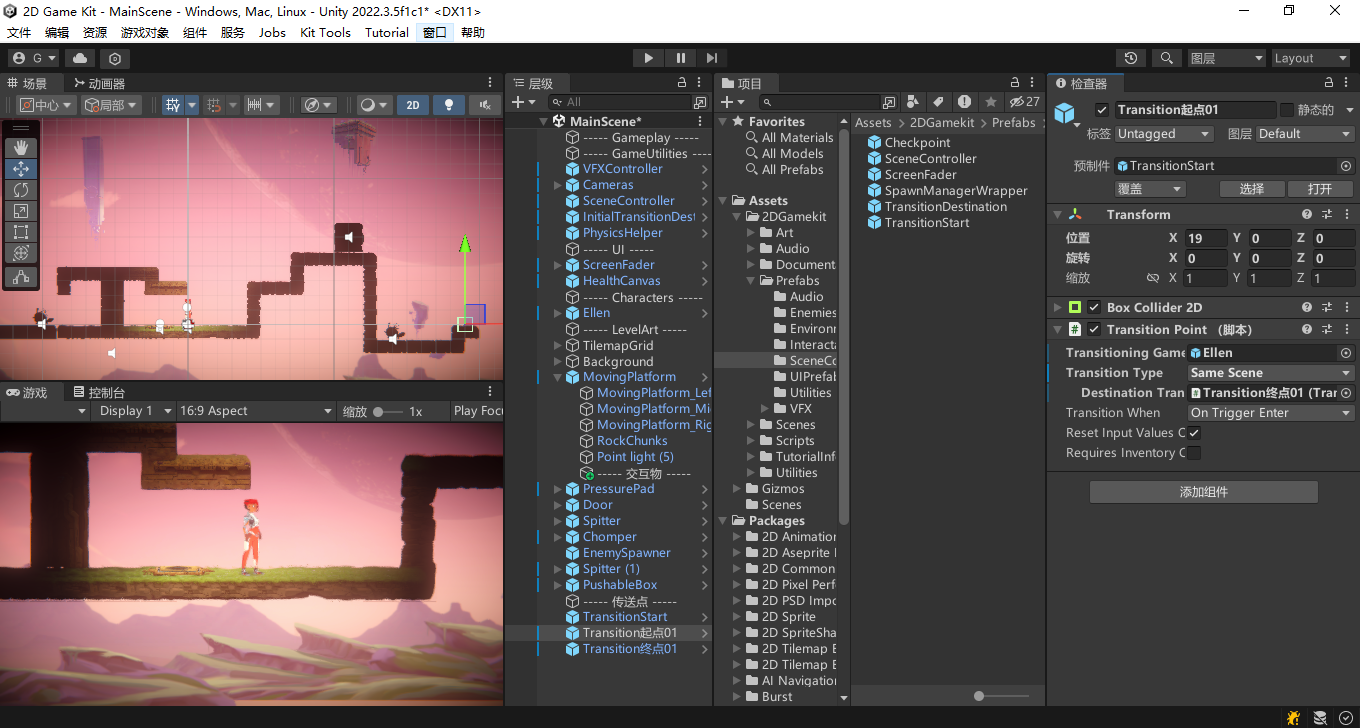 2D Game Kit - MainScene - Windows, Mac, Linux - Unity 2022.3.5f1c1* <DX11>
文件 编辑 资源 游戏对象 组件 服务 Jobs Kit Tools Tutorial 窗口 帮助
G
图层 Layout
场景 动画器
中心 局部 2D
游戏 控制台
Display 1 16:9 Aspect 缩放 1x Play Focu
层级
All
MainScene*
----- Gameplay -----
----- GameUtilities -----
VFXController
Cameras
SceneController
InitialTransitionDest
PhysicsHelper
----- UI -----
ScreenFader
HealthCanvas
----- Characters -----
Ellen
----- LevelArt -----
TilemapGrid
Background
MovingPlatform
MovingPlatform_Lef
MovingPlatform_Mi
MovingPlatform_Rig
RockChunks
Point light (5)
----- 交互物 -----
PressurePad
Door
Spitter
Chomper
EnemySpawner
Spitter (1)
PushableBox
----- 传送点 -----
TransitionStart
Transition起点01
Transition终点01
项目
27
Favorites
All Materials
All Models
All Prefabs
Assets
2DGamekit
Art
Audio
Documenta
Prefabs
Audio
Enemies
Environm
Interacta
SceneCo
UIPrefab
Utilities
VFX
Scenes
Scripts
TutorialInfo
Utilities
Gizmos
Scenes
Packages
2D Animation
2D Aseprite I
2D Common
2D Pixel Perf
2D PSD Impo
2D Sprite
2D SpriteSha
2D Tilemap E
2D Tilemap E
AI Navigation
Burst
Assets > 2DGamekit > Prefabs
Checkpoint
SceneController
ScreenFader
SpawnManagerWrapper
TransitionDestination
TransitionStart
检查器
Transition起点01 静态的
标签 Untagged 图层 Default
预制件 TransitionStart
覆盖 选择 打开
Transform
位置 X 19 Y 0 Z 0
旋转 X 0 Y 0 Z 0
缩放 X 1 Y 1 Z 1
Box Collider 2D
Transition Point （脚本）
Transitioning Game Ellen
Transition Type Same Scene
Destination Tran Transition终点01 (Tran
Transition When On Trigger Enter
Reset Input Values C
Requires Inventory C
添加组件